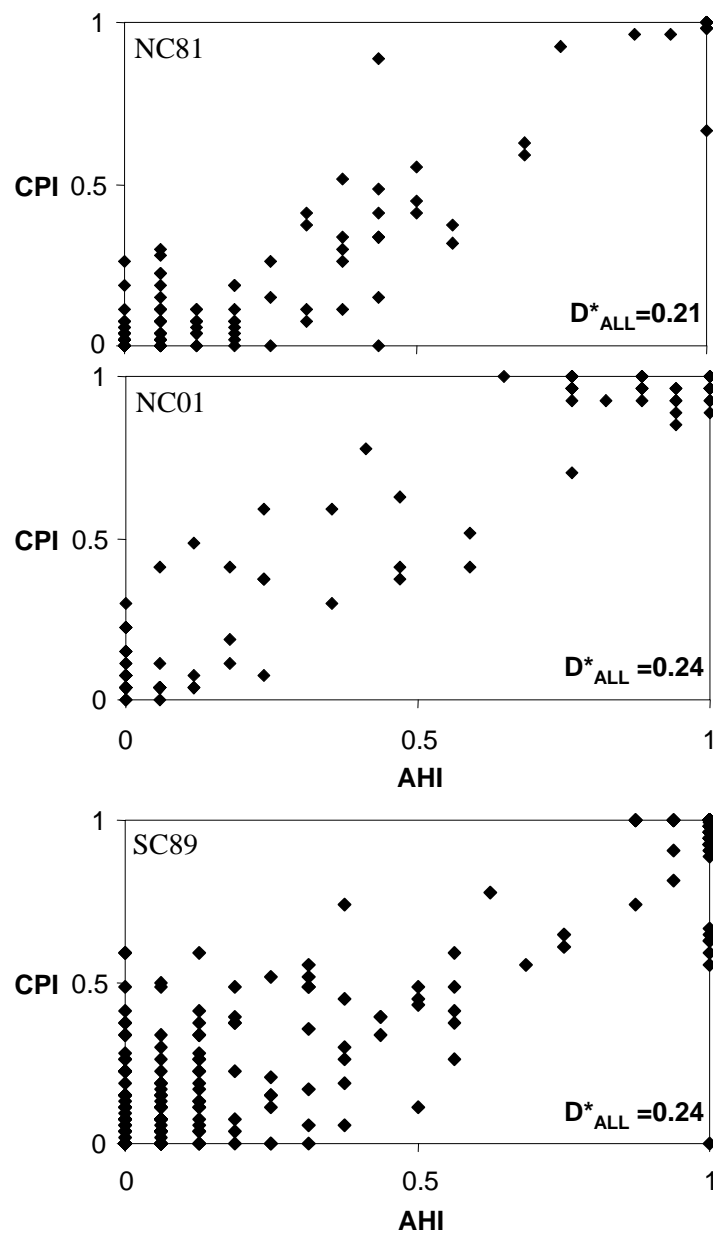 1
NC81
CPI 0.5
D*ALL=0.21
0
1
NC01
CPI 0.5
D*ALL =0.24
0
0 0.5 1
AHI
1
SC89
CPI 0.5
D*ALL=0.24
0
0 0.5 1
AHI